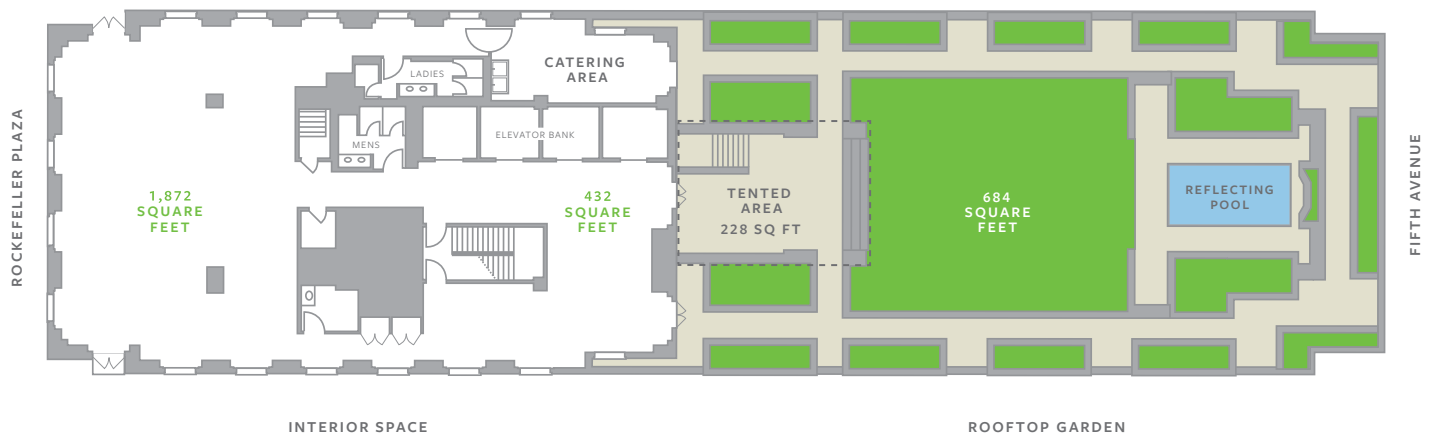 ROCKEFELLER PLAZA
LADIES
CATERING
AREA
MENS
ELEVATOR BANK
1,872
SQUARE
FEET
432
SQUARE
FEET
TENTED
AREA
228 SQ FT
684
SQUARE
FEET
REFLECTING
POOL
FIFTH AVENUE
INTERIOR SPACE
ROOFTOP GARDEN